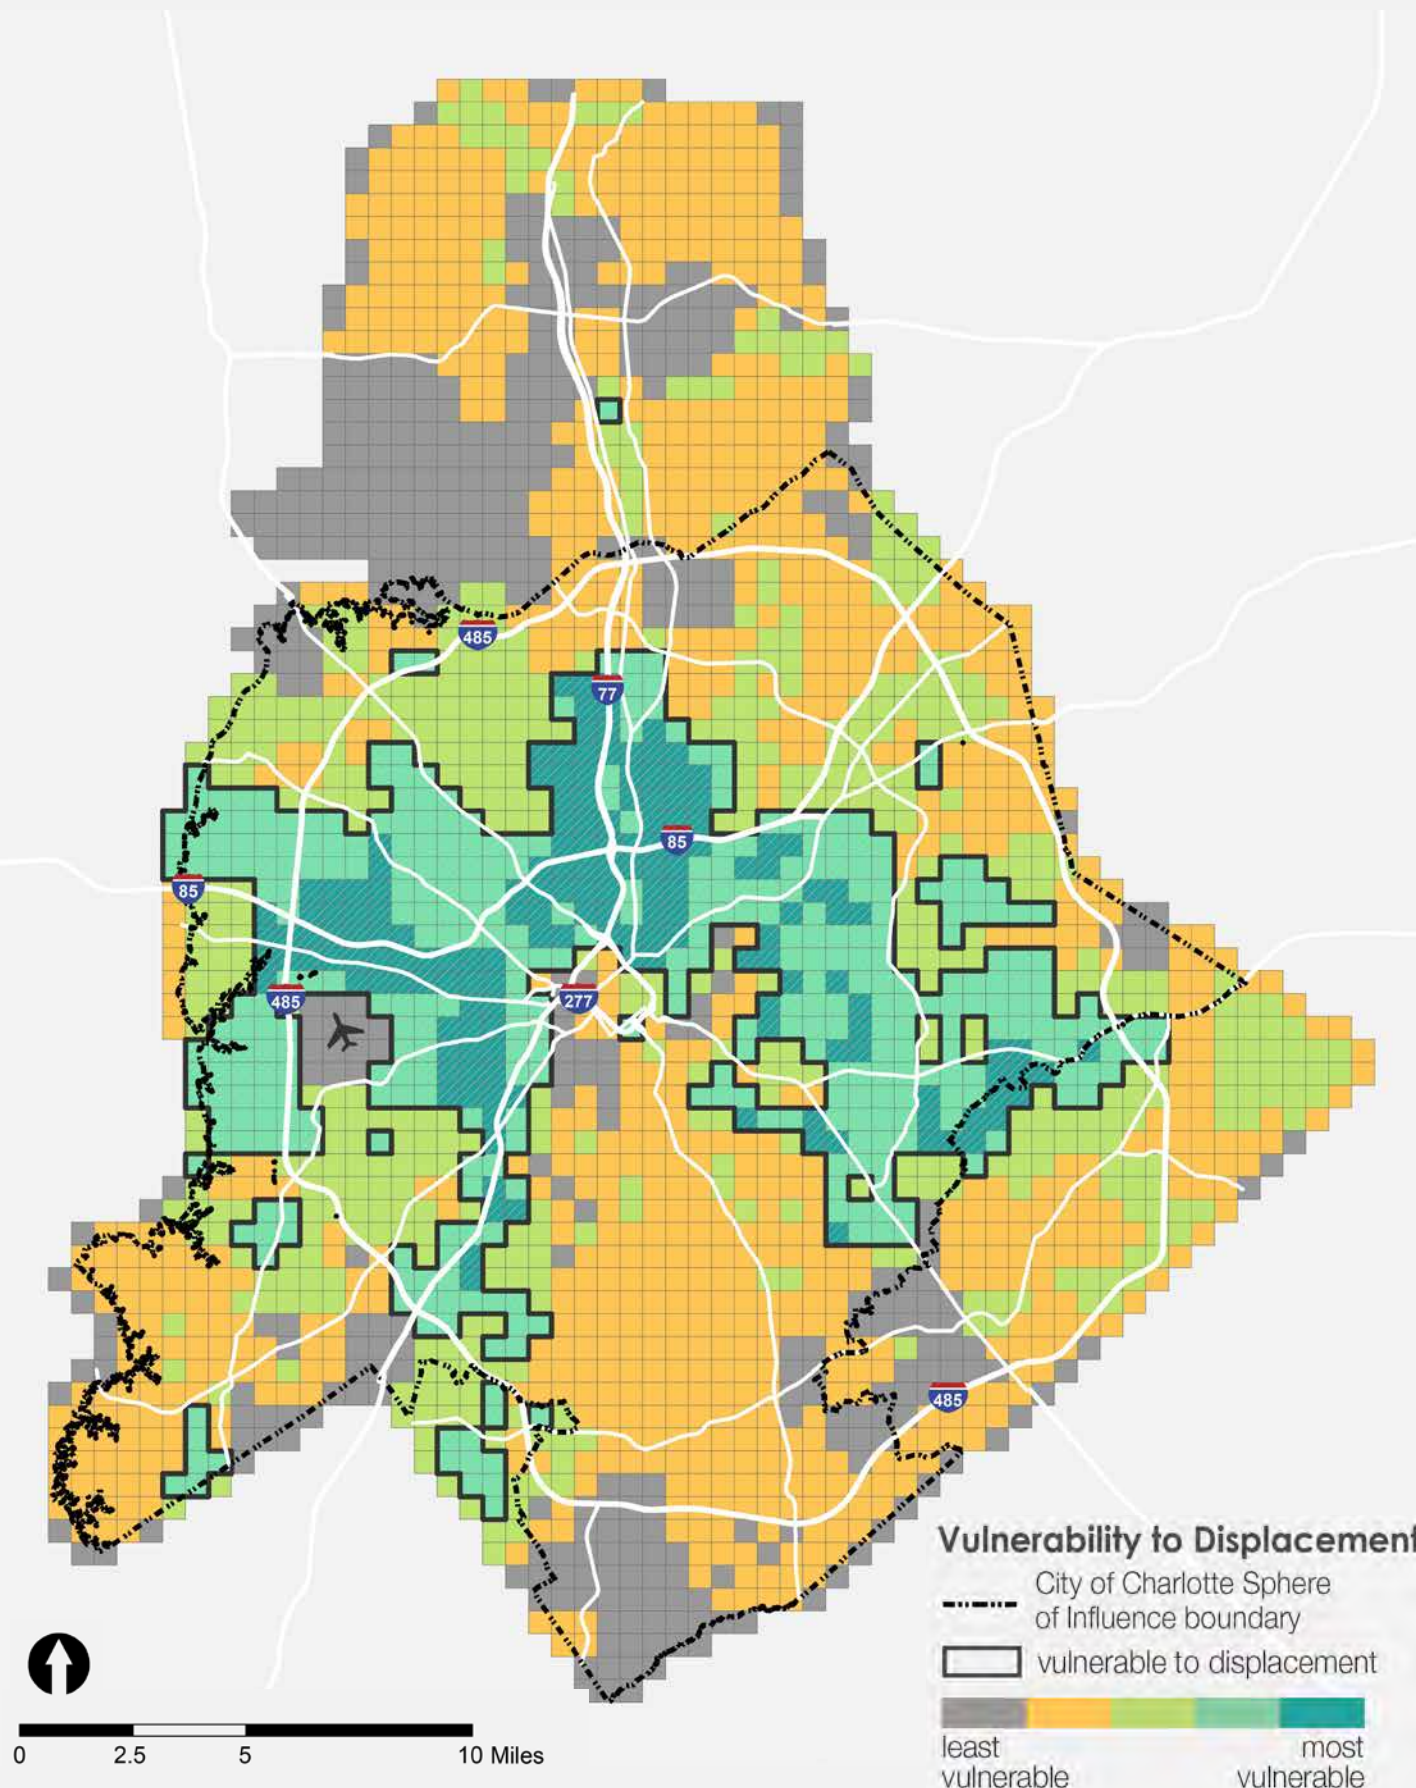 485
77
85
85
485
277
485
Vulnerability to Displacement
City of Charlotte Sphere
of Influence boundary
vulnerable to displacement
least
vulnerable
most
vulnerable
0 2.5 5 10 Miles